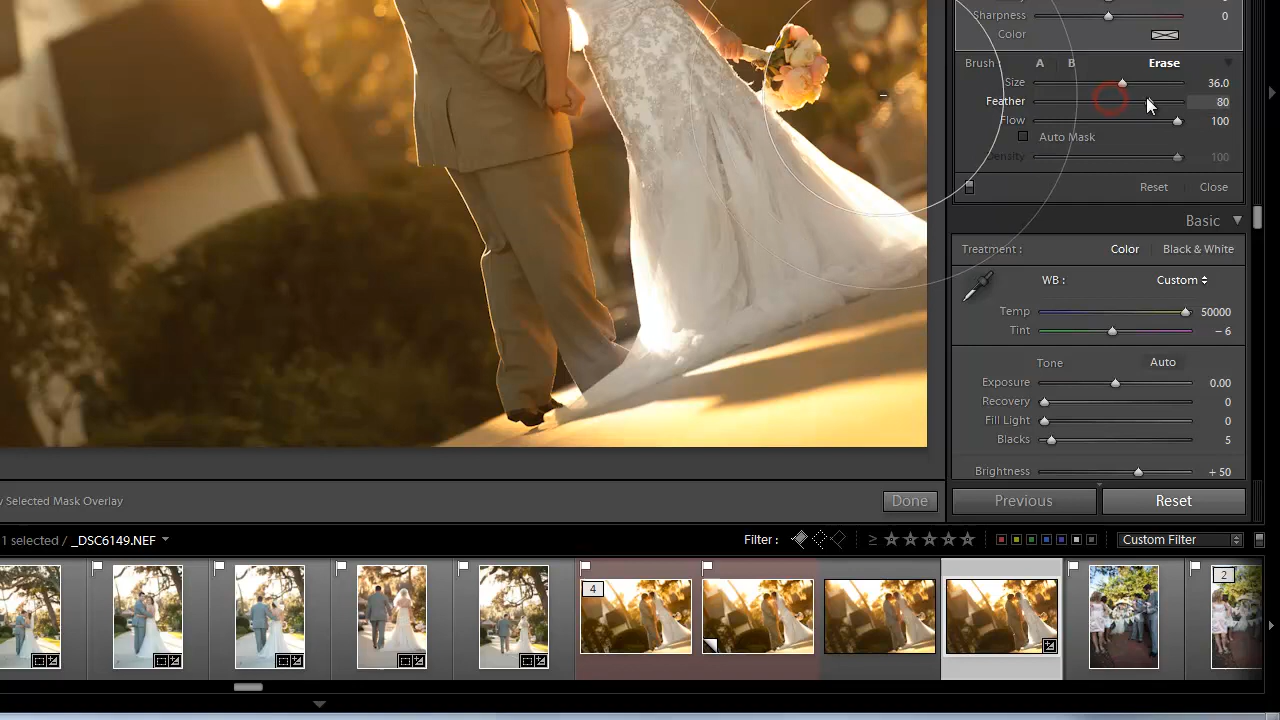 Sharpness 0
Color
Brush : A B Erase
Size 36.0
Feather 80
Flow 100
Auto Mask
Density 100
Reset Close
Basic
Treatment : Color Black & White
WB : Custom
Temp 50000
Tint – 6
Tone Auto
Exposure 0.00
Recovery 0
Fill Light 0
Blacks 5
Brightness + 50
Selected Mask Overlay Done
Previous Reset
1 selected / _DSC6149.NEF
Filter : ≥ Custom Filter
4
2